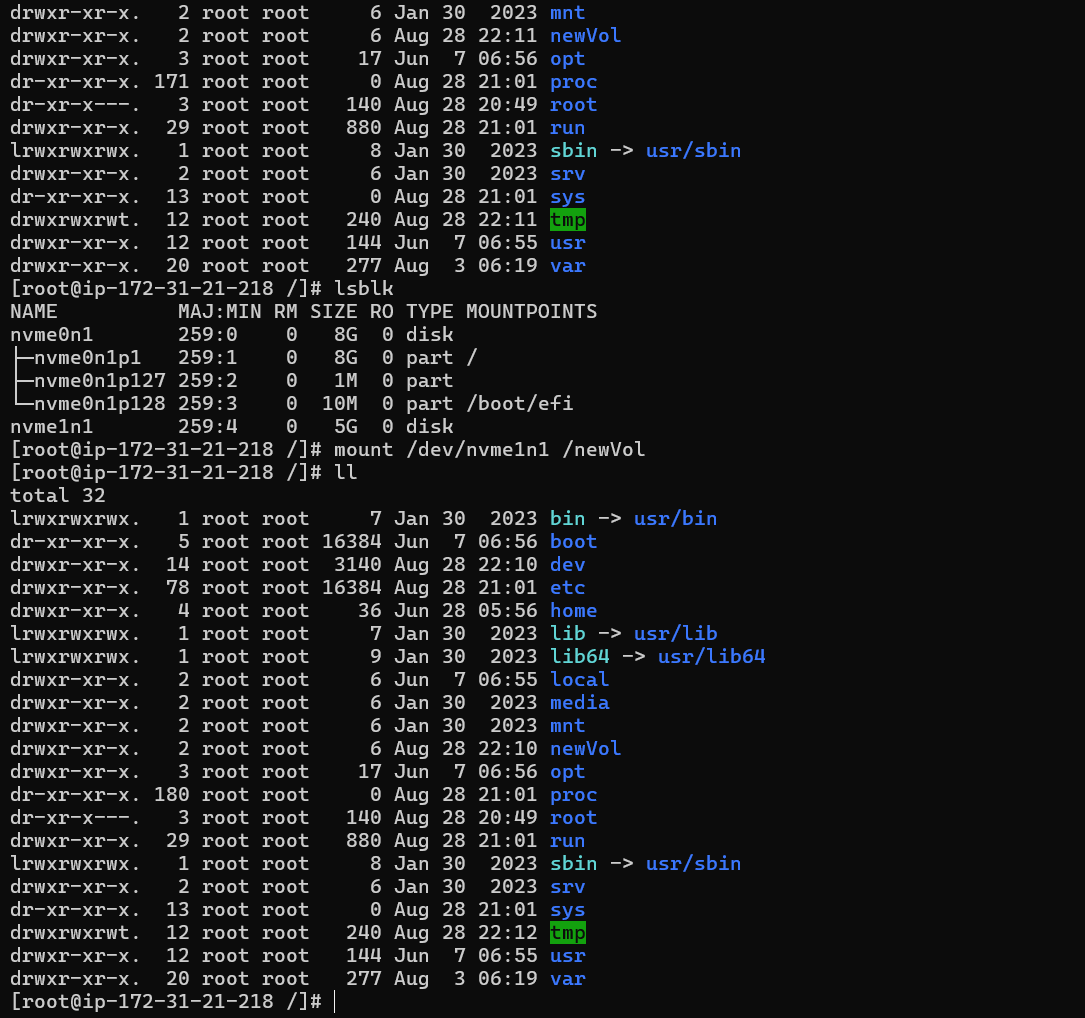 drwxr-xr-x.   2 root root     6 Jan 30  2023 mnt
drwxr-xr-x.   2 root root     6 Aug 28 22:11 newVol
drwxr-xr-x.   3 root root    17 Jun  7 06:56 opt
dr-xr-xr-x. 171 root root     0 Aug 28 21:01 proc
dr-xr-x---.   3 root root   140 Aug 28 20:49 root
drwxr-xr-x.  29 root root   880 Aug 28 21:01 run
lrwxrwxrwx.   1 root root     8 Jan 30  2023 sbin -> usr/sbin
drwxr-xr-x.   2 root root     6 Jan 30  2023 srv
dr-xr-xr-x.  13 root root     0 Aug 28 21:01 sys
drwxrwxrwt.  12 root root   240 Aug 28 22:11 tmp
drwxr-xr-x.  12 root root   144 Jun  7 06:55 usr
drwxr-xr-x.  20 root root   277 Aug  3 06:19 var
[root@ip-172-31-21-218 /]# lsblk
NAME          MAJ:MIN RM SIZE RO TYPE MOUNTPOINTS
nvme0n1       259:0    0   8G  0 disk
├─nvme0n1p1   259:1    0   8G  0 part /
├─nvme0n1p127 259:2    0   1M  0 part
└─nvme0n1p128 259:3    0  10M  0 part /boot/efi
nvme1n1       259:4    0   5G  0 disk
[root@ip-172-31-21-218 /]# mount /dev/nvme1n1 /newVol
[root@ip-172-31-21-218 /]# ll
total 32
lrwxrwxrwx.   1 root root     7 Jan 30  2023 bin -> usr/bin
dr-xr-xr-x.   5 root root 16384 Jun  7 06:56 boot
drwxr-xr-x.  14 root root  3140 Aug 28 22:10 dev
drwxr-xr-x.  78 root root 16384 Aug 28 21:01 etc
drwxr-xr-x.   4 root root    36 Jun 28 05:56 home
lrwxrwxrwx.   1 root root     7 Jan 30  2023 lib -> usr/lib
lrwxrwxrwx.   1 root root     9 Jan 30  2023 lib64 -> usr/lib64
drwxr-xr-x.   2 root root     6 Jun  7 06:55 local
drwxr-xr-x.   2 root root     6 Jan 30  2023 media
drwxr-xr-x.   2 root root     6 Jan 30  2023 mnt
drwxr-xr-x.   2 root root     6 Aug 28 22:10 newVol
drwxr-xr-x.   3 root root    17 Jun  7 06:56 opt
dr-xr-xr-x. 180 root root     0 Aug 28 21:01 proc
dr-xr-x---.   3 root root   140 Aug 28 20:49 root
drwxr-xr-x.  29 root root   880 Aug 28 21:01 run
lrwxrwxrwx.   1 root root     8 Jan 30  2023 sbin -> usr/sbin
drwxr-xr-x.   2 root root     6 Jan 30  2023 srv
dr-xr-xr-x.  13 root root     0 Aug 28 21:01 sys
drwxrwxrwt.  12 root root   240 Aug 28 22:12 tmp
drwxr-xr-x.  12 root root   144 Jun  7 06:55 usr
drwxr-xr-x.  20 root root   277 Aug  3 06:19 var
[root@ip-172-31-21-218 /]#